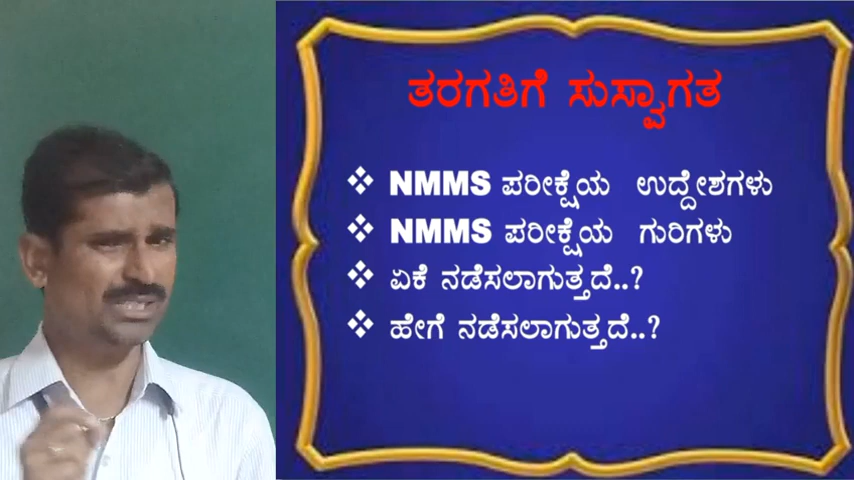 ತರಗತಿಗೆ ಸುಸ್ವಾಗತ
❖ NMMS ಪರೀಕ್ಷೆಯ ಉದ್ದೇಶಗಳು
❖ NMMS ಪರೀಕ್ಷೆಯ ಗುರಿಗಳು
❖ ಏಕೆ ನಡೆಸಲಾಗುತ್ತದೆ..?
❖ ಹೇಗೆ ನಡೆಸಲಾಗುತ್ತದೆ..?